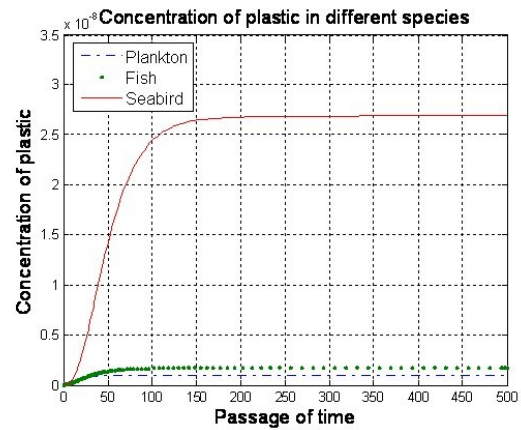 x 10⁻⁸ Concentration of plastic in different species
3.5
3
2.5
2
1.5
1
0.5
0
Concentration of plastic
Plankton
Fish
Seabird
0 50 100 150 200 250 300 350 400 450 500
Passage of time